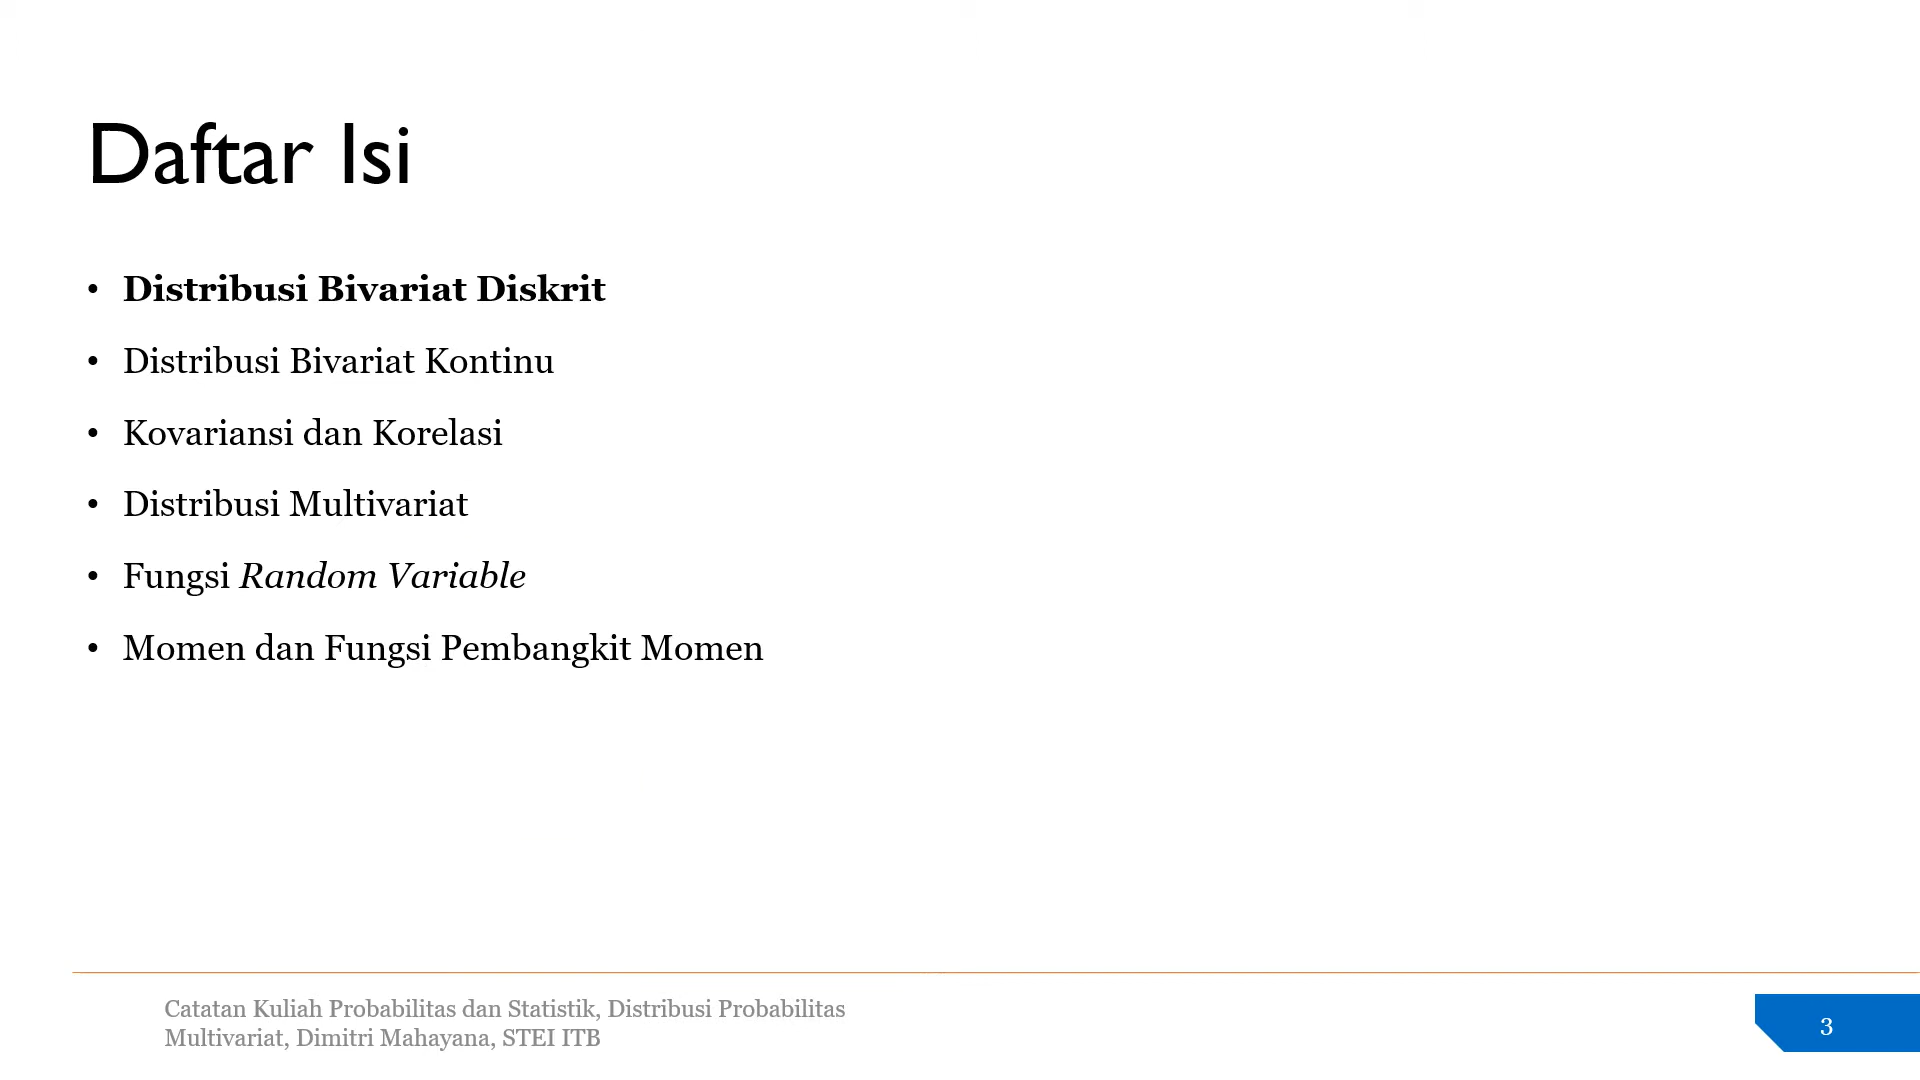 Daftar Isi
• Distribusi Bivariat Diskrit
• Distribusi Bivariat Kontinu
• Kovariansi dan Korelasi
• Distribusi Multivariat
• Fungsi Random Variable
• Momen dan Fungsi Pembangkit Momen
Catatan Kuliah Probabilitas dan Statistik, Distribusi Probabilitas
Multivariat, Dimitri Mahayana, STEI ITB
3